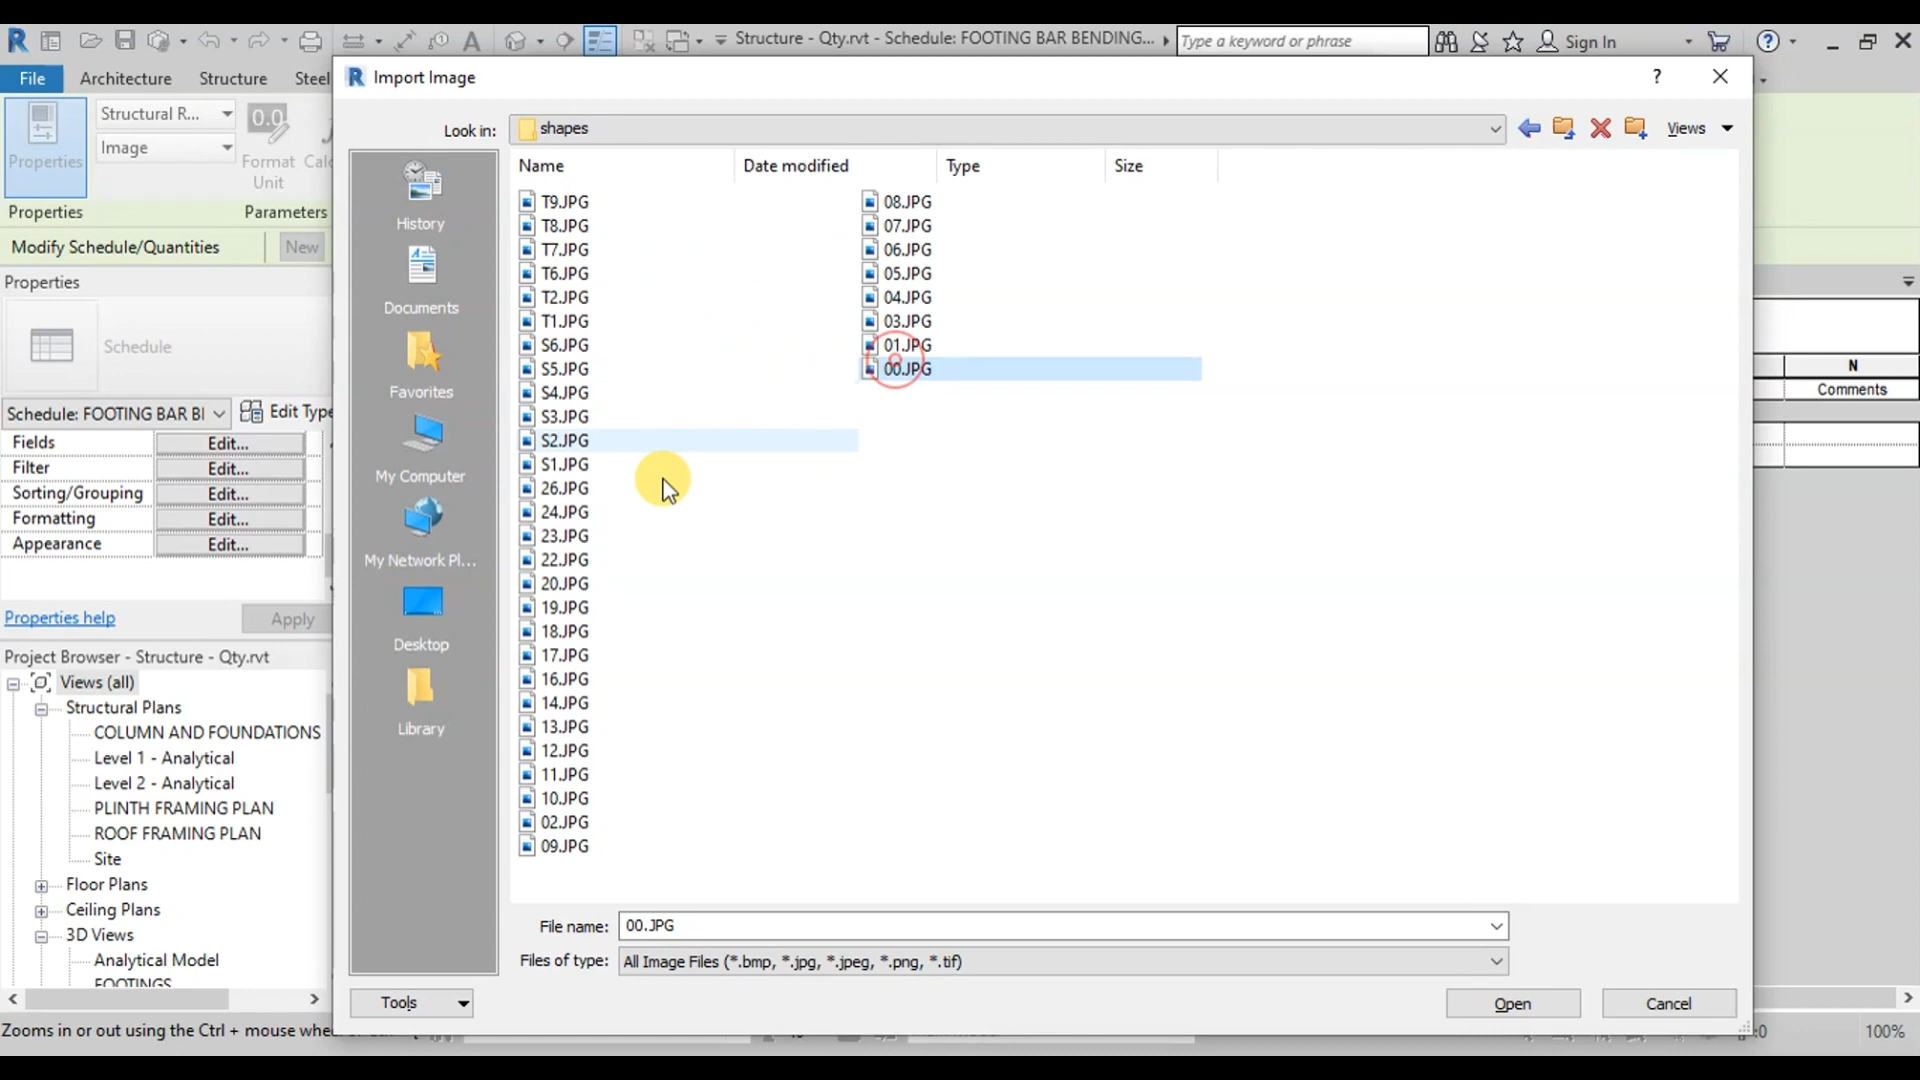 Structure - Qty.rvt - Schedule: FOOTING BAR BENDING...
Type a keyword or phrase
Sign In
File
Architecture
Structure
Steel
Import Image
Look in:
shapes
Views
Structural R...
Image
Properties
Format
Unit
Properties
Parameters
Modify Schedule/Quantities
New
Properties
Schedule
Schedule: FOOTING BAR BI
Edit Type
Fields
Edit...
Filter
Edit...
Sorting/Grouping
Edit...
Formatting
Edit...
Appearance
Edit...
Properties help
Apply
Project Browser - Structure - Qty.rvt
Views (all)
Structural Plans
COLUMN AND FOUNDATIONS
Level 1 - Analytical
Level 2 - Analytical
PLINTH FRAMING PLAN
ROOF FRAMING PLAN
Site
Floor Plans
Ceiling Plans
3D Views
Analytical Model
FOOTINGS
Zooms in or out using the Ctrl + mouse whe
History
Documents
Favorites
My Computer
My Network Pl...
Desktop
Library
Name
Date modified
Type
Size
T9.JPG
T8.JPG
T7.JPG
T6.JPG
T2.JPG
T1.JPG
S6.JPG
S5.JPG
S4.JPG
S3.JPG
S2.JPG
S1.JPG
26.JPG
24.JPG
23.JPG
22.JPG
20.JPG
19.JPG
18.JPG
17.JPG
16.JPG
14.JPG
13.JPG
12.JPG
11.JPG
10.JPG
02.JPG
09.JPG
08.JPG
07.JPG
06.JPG
05.JPG
04.JPG
03.JPG
01.JPG
00.JPG
N
Comments
File name:
00.JPG
Files of type:
All Image Files (*.bmp, *.jpg, *.jpeg, *.png, *.tif)
Tools
Open
Cancel
:0
100%